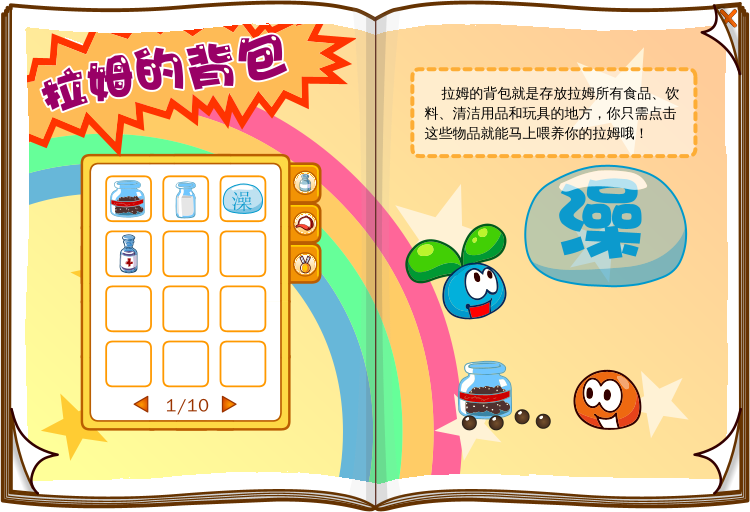 拉姆的背包
拉姆的背包就是存放拉姆所有食品、饮
料、清洁用品和玩具的地方，你只需点击
这些物品就能马上喂养你的拉姆哦！
澡
澡
1/10